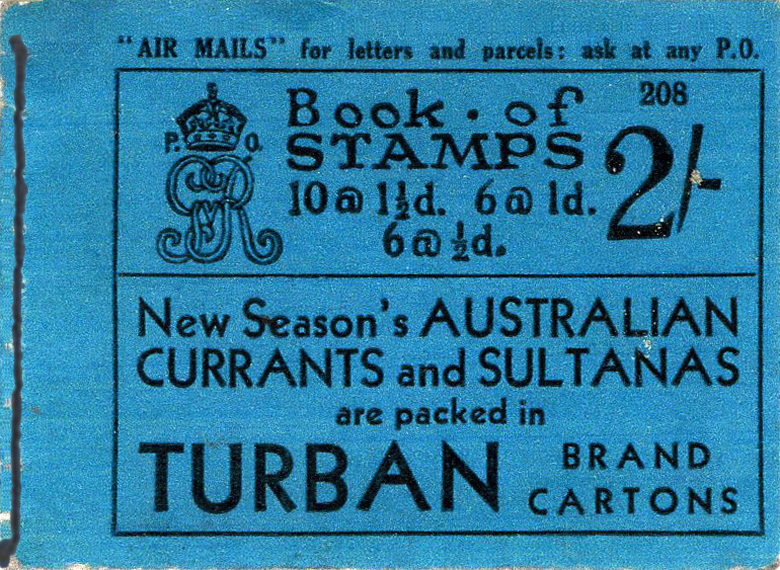 "AIR MAILS" for letters and parcels: ask at any P.O.
208
P. O.
GRI
Book · of
STAMPS 2/-
10 @ 1½d. 6 @ 1d.
6 @ ½d.
New Season's AUSTRALIAN
CURRANTS and SULTANAS
are packed in
TURBAN BRAND
CARTONS